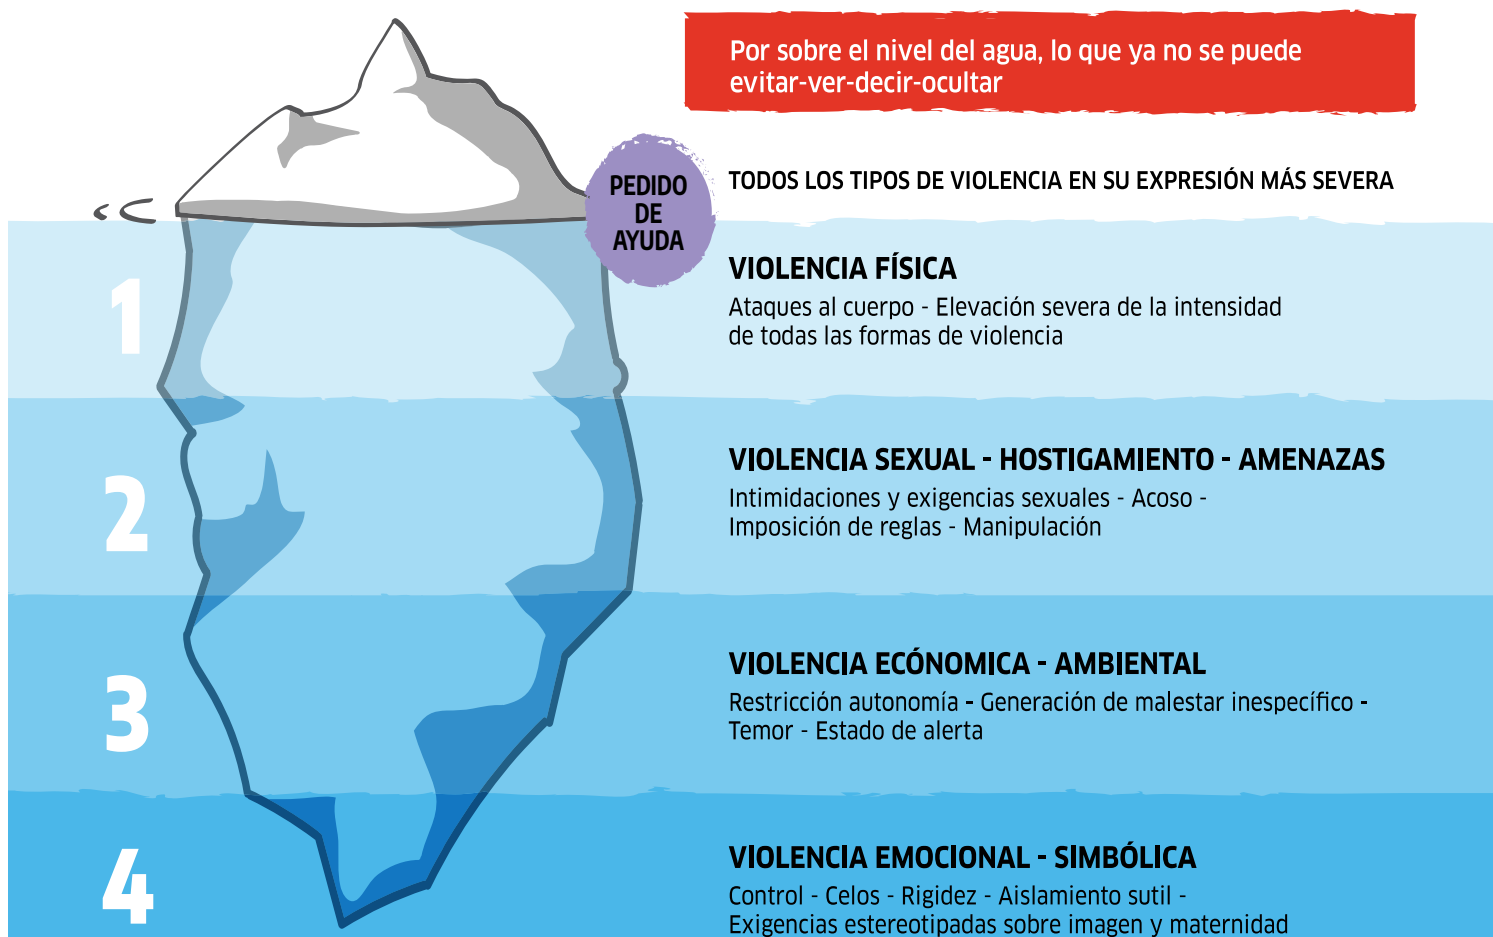 Por sobre el nivel del agua, lo que ya no se puede
evitar-ver-decir-ocultar
PEDIDO
DE
AYUDA
TODOS LOS TIPOS DE VIOLENCIA EN SU EXPRESIÓN MÁS SEVERA
1
VIOLENCIA FÍSICA
Ataques al cuerpo - Elevación severa de la intensidad
de todas las formas de violencia
2
VIOLENCIA SEXUAL - HOSTIGAMIENTO - AMENAZAS
Intimidaciones y exigencias sexuales - Acoso -
Imposición de reglas - Manipulación
3
VIOLENCIA ECÓNOMICA - AMBIENTAL
Restricción autonomía - Generación de malestar inespecífico -
Temor - Estado de alerta
4
VIOLENCIA EMOCIONAL - SIMBÓLICA
Control - Celos - Rigidez - Aislamiento sutil -
Exigencias estereotipadas sobre imagen y maternidad